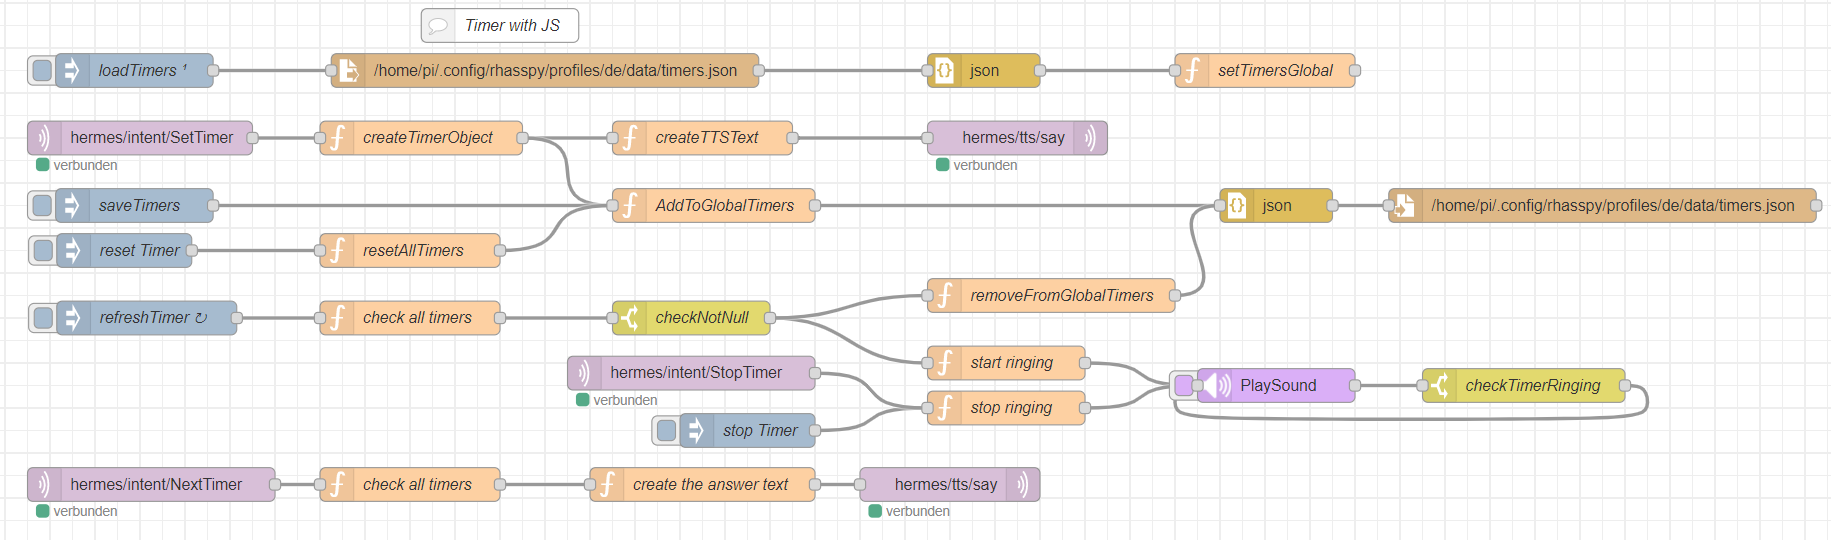 Timer with JS
loadTimers ¹
/home/pi/.config/rhasspy/profiles/de/data/timers.json
json
setTimersGlobal
hermes/intent/SetTimer
createTimerObject
createTTSText
hermes/tts/say
verbunden
verbunden
saveTimers
AddToGlobalTimers
json
/home/pi/.config/rhasspy/profiles/de/data/timers.json
reset Timer
resetAllTimers
removeFromGlobalTimers
refreshTimer ↻
check all timers
checkNotNull
start ringing
hermes/intent/StopTimer
verbunden
PlaySound
checkTimerRinging
stop ringing
stop Timer
hermes/intent/NextTimer
check all timers
create the answer text
hermes/tts/say
verbunden
verbunden